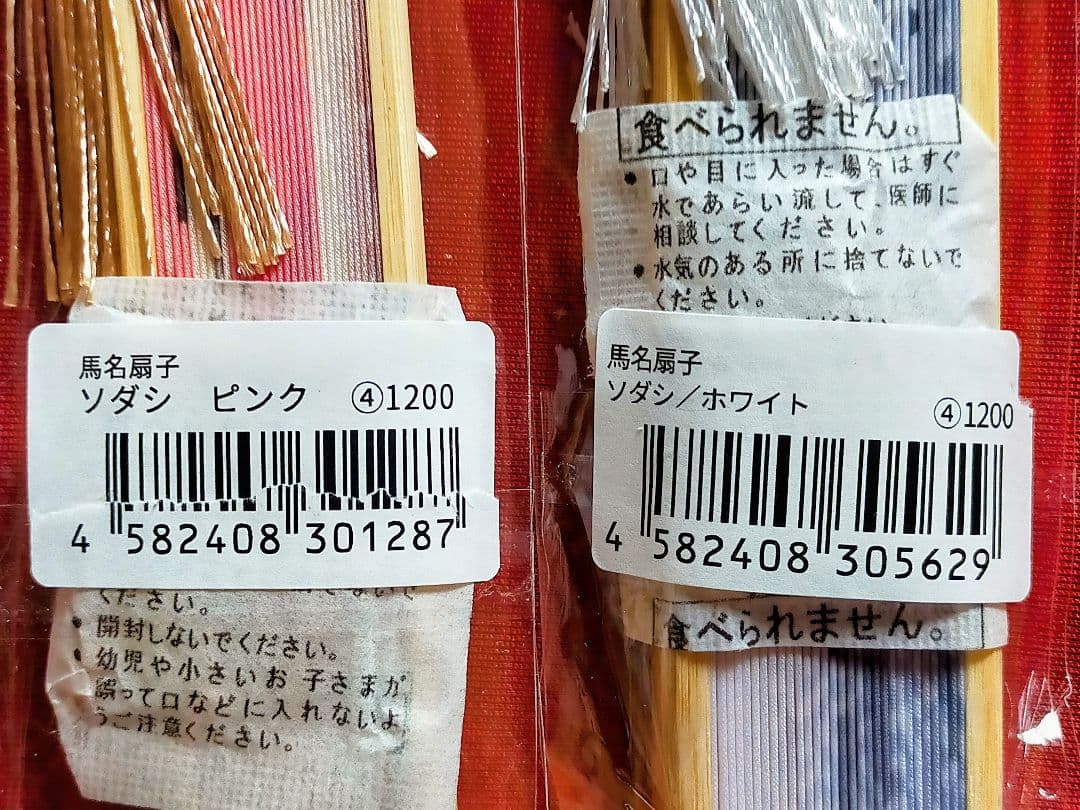 馬名扇子
ソダシ ピンク ④1200
4 582408 301287
ください。
開封しないでください。
幼児や小さいお子さまが
誤って口などに入れないよ
うご注意ください。
食べられません。
口や目に入った場合はすぐ
水であらい流して、医師に
相談してください。
水気のある所に捨てないで
ください。
馬名扇子
ソダシ/ホワイト
④1200
4 582408 305629
食べられません。